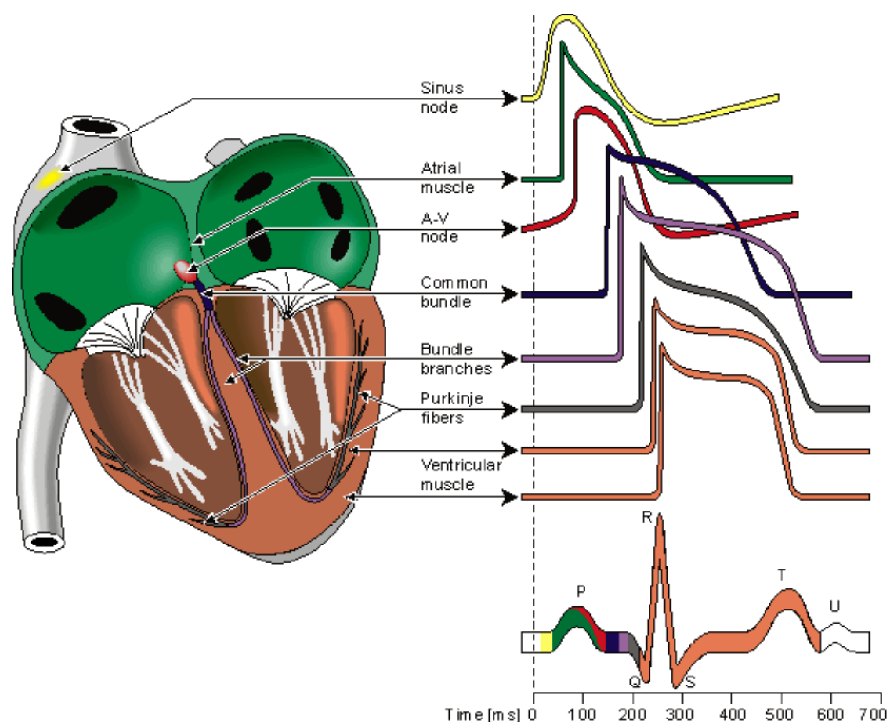 Sinus
node
Atrial
muscle
A-V
node
Common
bundle
Bundle
branches
Purkinje
fibers
Ventricular
muscle
R
P
T
U
Q
S
Time [ms] 0 100 200 300 400 500 600 700